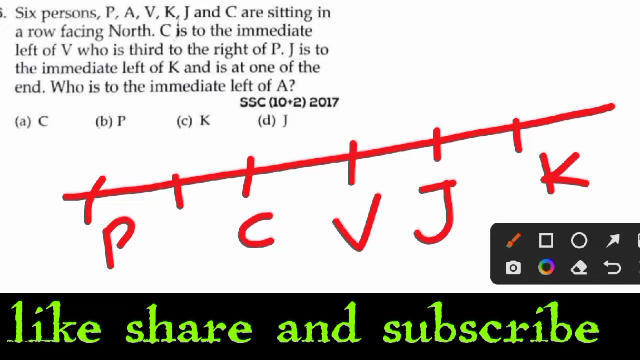 6. Six persons, P, A, V, K, J and C are sitting in
a row facing North. C is to the immediate
left of V who is third to the right of P. J is to
the immediate left of K and is at one of the
end. Who is to the immediate left of A?
SSC (10+2) 2017
(a) C (b) P (c) K (d) J
P C V J K
like share and subscribe